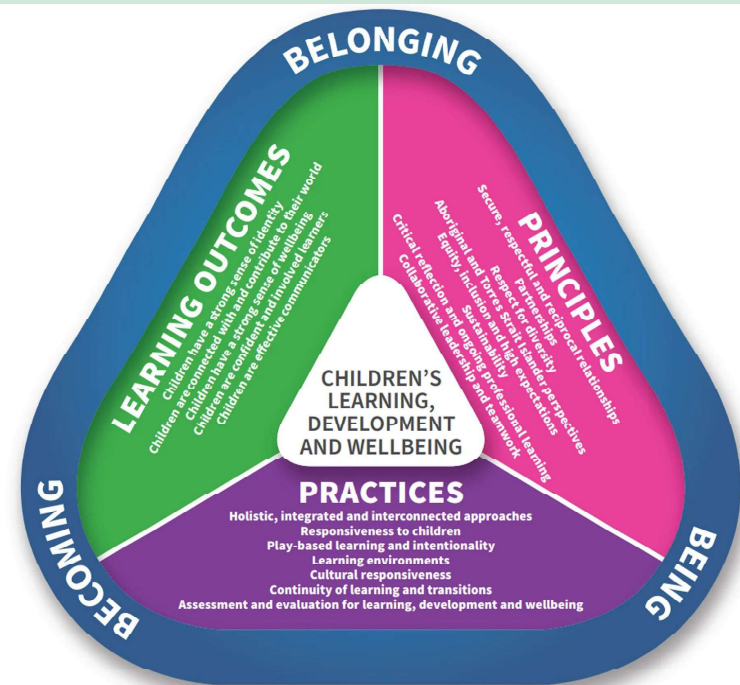 BELONGING
LEARNING OUTCOMES
Children have a strong sense of identity
Children are connected with and contribute to their world
Children have a strong sense of wellbeing
Children are confident and involved learners
Children are effective communicators
PRINCIPLES
Secure, respectful and reciprocal relationships
Partnerships
Respect for diversity
Aboriginal and Torres Strait Islander perspectives
Equity, inclusion and high expectations
Sustainability
Critical reflection and ongoing professional learning
Collaborative leadership and teamwork
CHILDREN'S
LEARNING,
DEVELOPMENT
AND WELLBEING
PRACTICES
Holistic, integrated and interconnected approaches
Responsiveness to children
Play-based learning and intentionality
Learning environments
Cultural responsiveness
Continuity of learning and transitions
Assessment and evaluation for learning, development and wellbeing
BECOMING
BEING